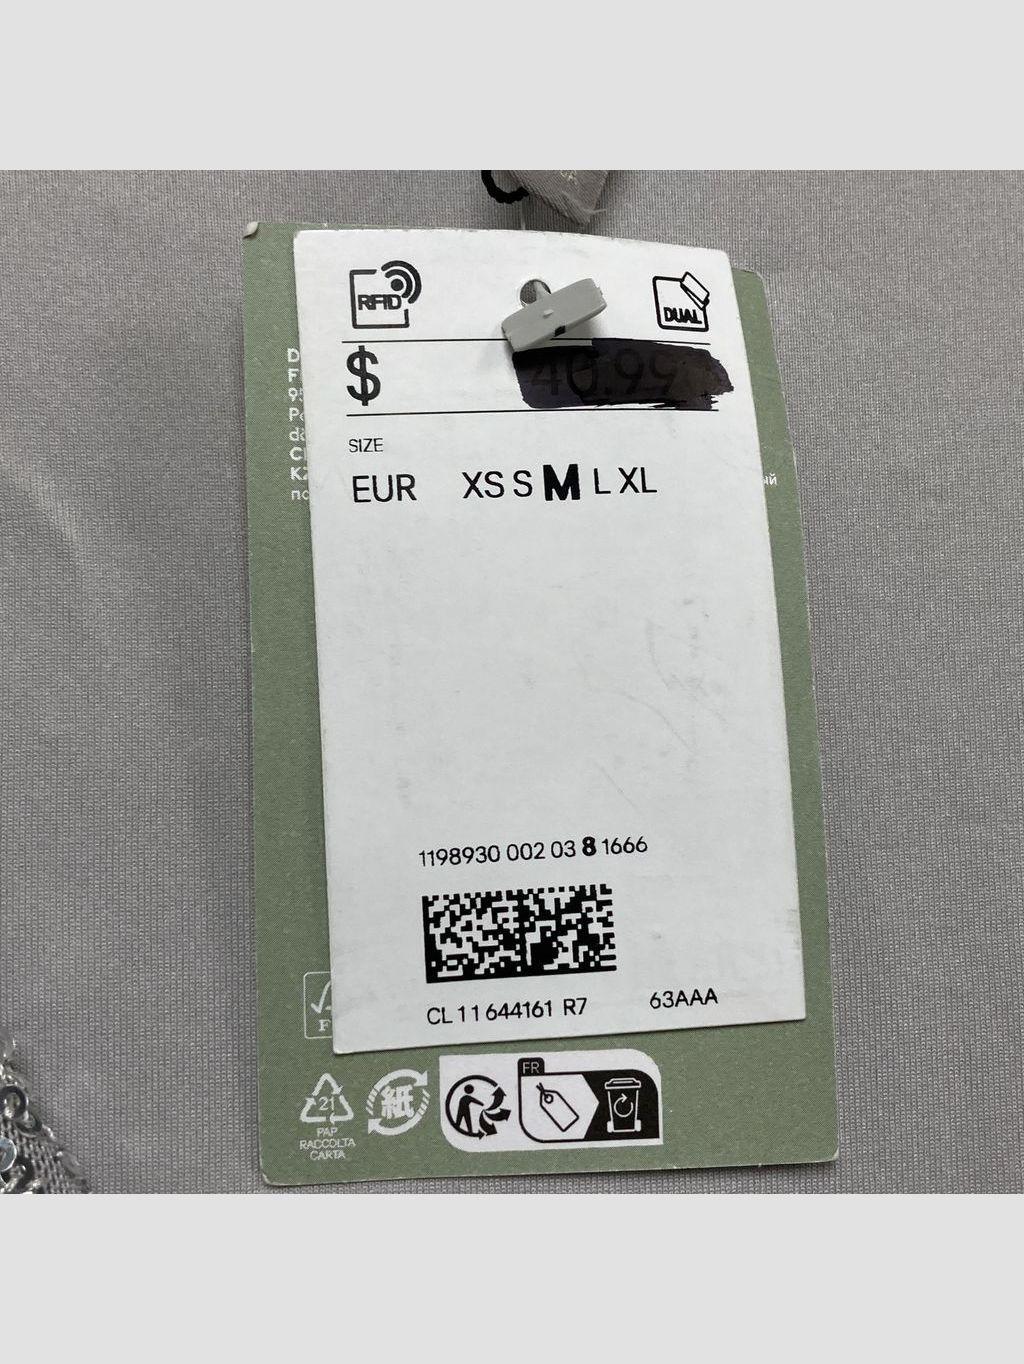 RFID
DUAL
$ 40.99
SIZE
EUR XS S M L XL
1198930 002 03 8 1666
CL 11 644161 R7 63AAA
FR
21
PAP
RACCOLTA
CARTA
紙